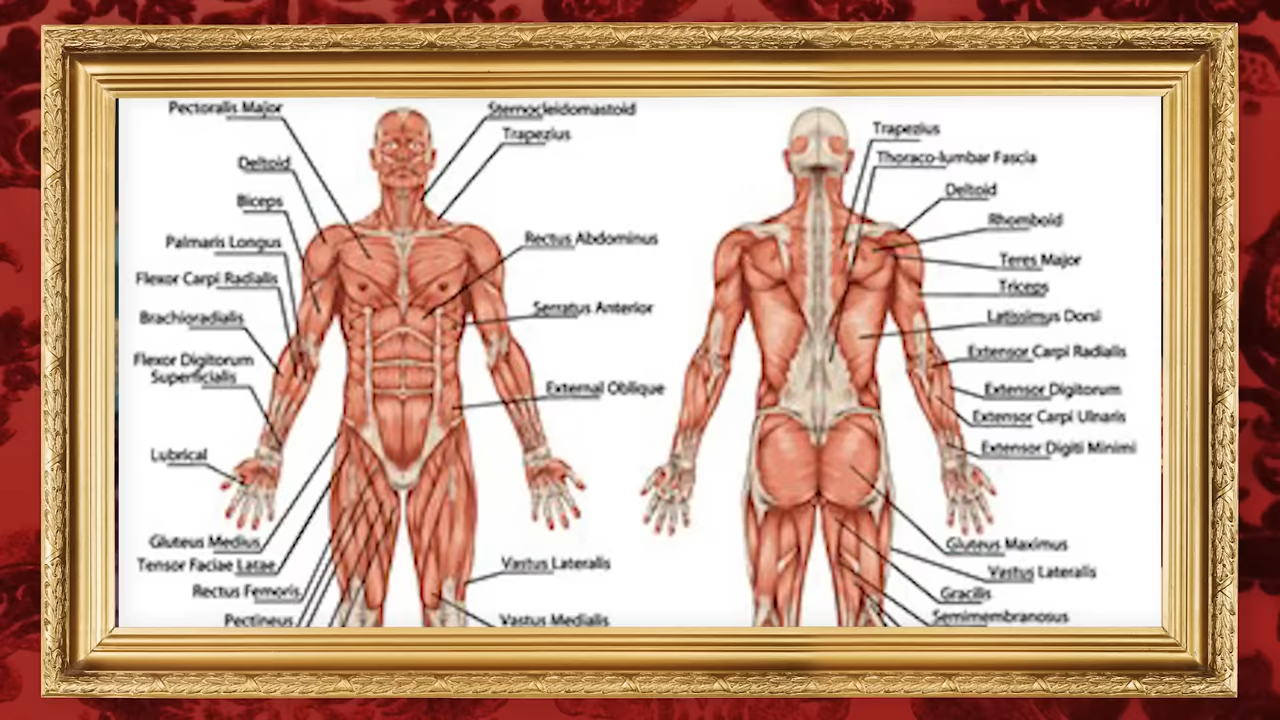 Pectoralis Major
Deltoid
Biceps
Palmaris Longus
Flexor Carpi Radialis
Brachioradialis
Flexor Digitorum
Superficialis
Lubrical
Gluteus Medius
Tensor Faciae Latae
Rectus Femoris
Pectineus
Sternocleidomastoid
Trapezius
Rectus Abdominus
Serratus Anterior
External Oblique
Vastus Lateralis
Vastus Medialis
Trapezius
Thoraco-lumbar Fascia
Deltoid
Rhomboid
Teres Major
Triceps
Latissimus Dorsi
Extensor Carpi Radialis
Extensor Digitorum
Extensor Carpi Ulnaris
Extensor Digiti Minimi
Gluteus Maximus
Vastus Lateralis
Gracilis
Semimembranosus